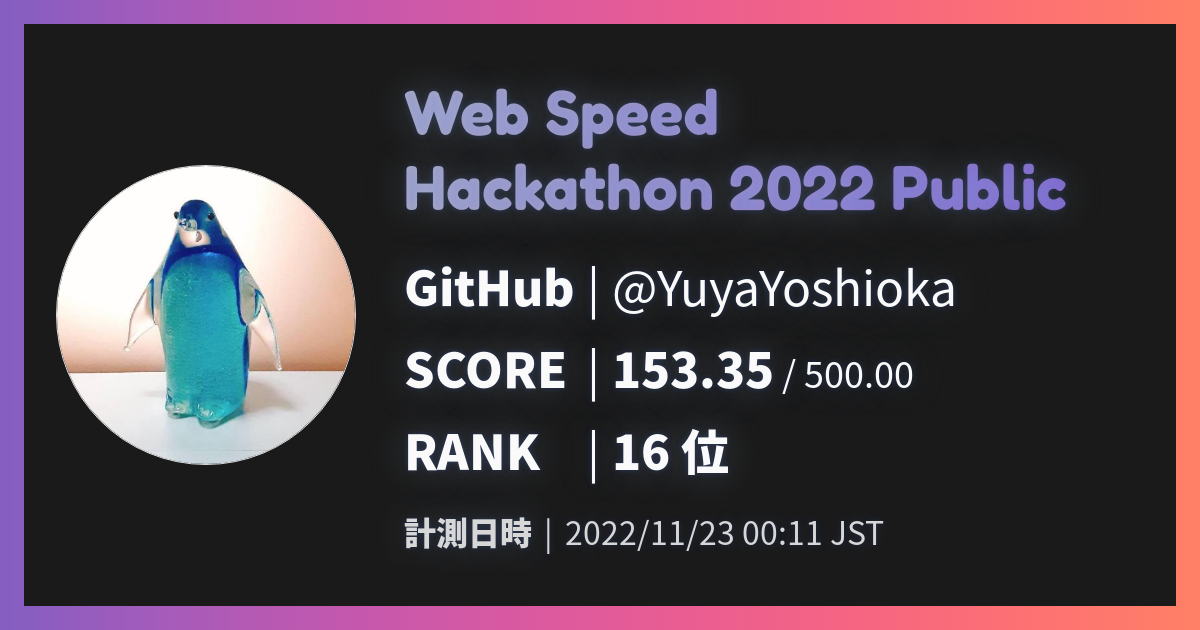 Web Speed
Hackathon 2022 Public
GitHub | @YuyaYoshioka
SCORE | 153.35 / 500.00
RANK | 16 位
計測日時 | 2022/11/23 00:11 JST